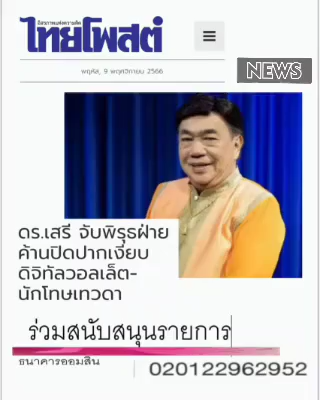 อิสรภาพแห่งความคิด
ไทยโพสต์
พฤหัส, 9 พฤศจิกายน 2566
NEWS
ดร.เสรี จับพิรุธฝ่าย
ค้านปิดปากเงียบ
ดิจิทัลวอลเล็ต-
นักโทษเทวดา
ร่วมสนับสนุนรายการ
ธนาคารออมสิน
020122962952